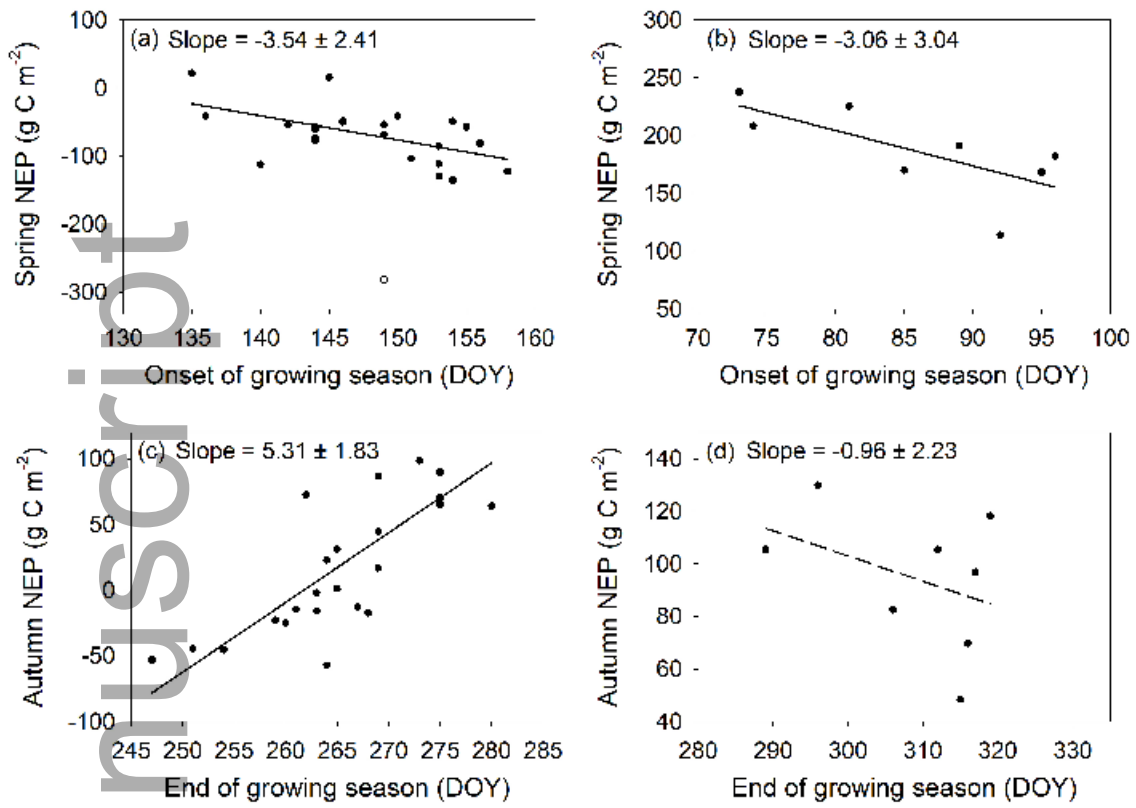 (a) Slope = -3.54 ± 2.41
Spring NEP (g C m-2)
100
0
-100
-200
-300
130 135 140 145 150 155 160
Onset of growing season (DOY)
(b) Slope = -3.06 ± 3.04
Spring NEP (g C m-2)
300
250
200
150
100
50
70 75 80 85 90 95 100
Onset of growing season (DOY)
(c) Slope = 5.31 ± 1.83
Autumn NEP (g C m-2)
100
50
0
-50
-100
245 250 255 260 265 270 275 280 285
End of growing season (DOY)
(d) Slope = -0.96 ± 2.23
Autumn NEP (g C m-2)
140
120
100
80
60
40
280 290 300 310 320 330
End of growing season (DOY)
nuscript